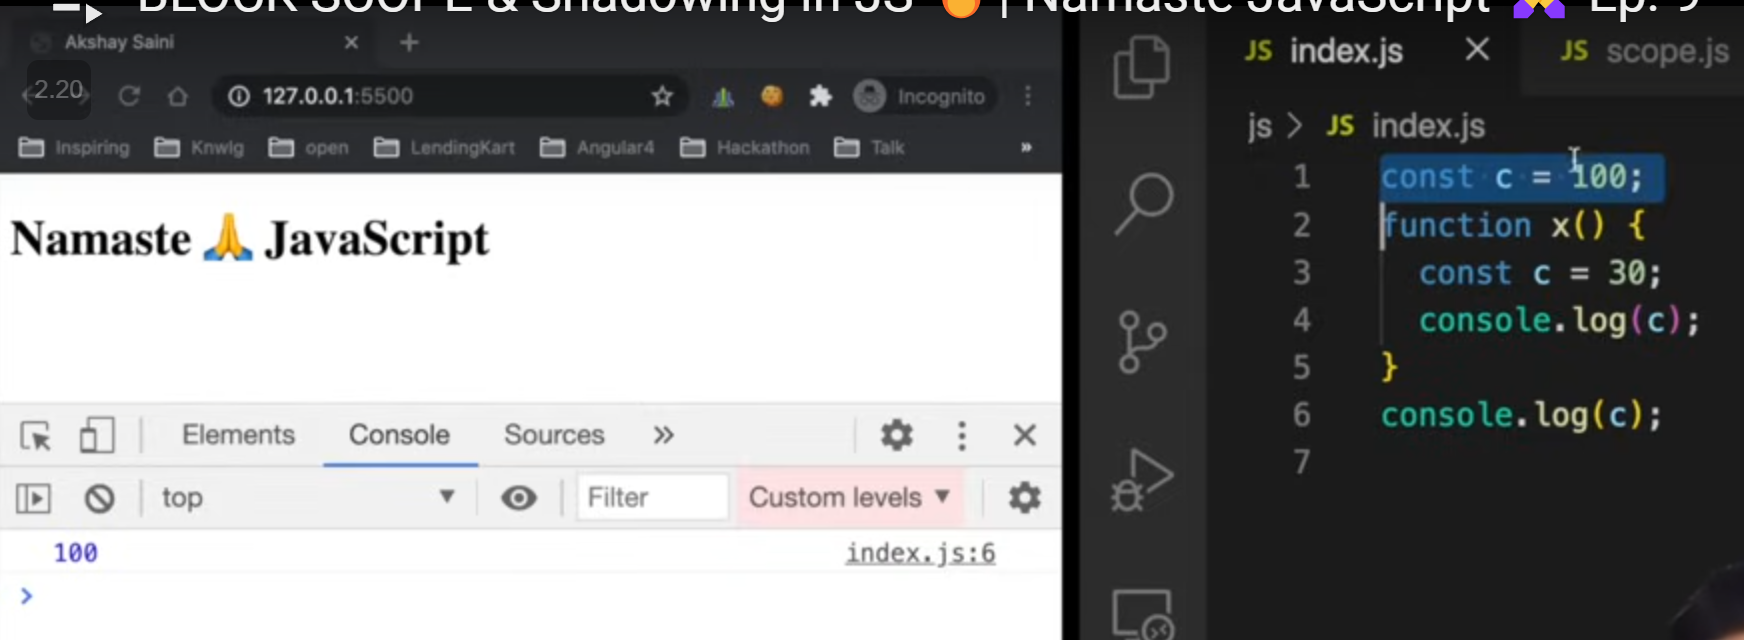 BLOCK SCOPE & Shadowing in JS 🔥 | Namaste JavaScript 🙏 Ep. 9
Akshay Saini
2.20
127.0.0.1:5500
Incognito
Inspiring Knwlg open LendingKart Angular4 Hackathon Talk »
Namaste 🙏 JavaScript
Elements Console Sources »
top Filter Custom levels
100 index.js:6
JS index.js JS scope.js
js > JS index.js
1 const c = 100;
2 function x() {
3 const c = 30;
4 console.log(c);
5 }
6 console.log(c);
7